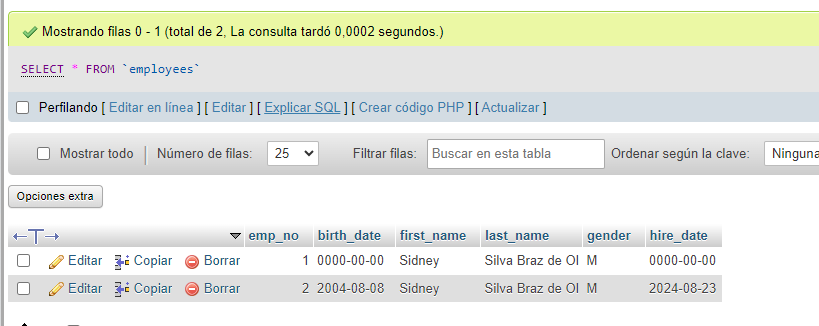 Mostrando filas 0 - 1 (total de 2, La consulta tardó 0,0002 segundos.)
SELECT * FROM `employees`
Perfilando [ Editar en línea ] [ Editar ] [ Explicar SQL ] [ Crear código PHP ] [ Actualizar ]
Mostrar todo Número de filas: 25 Filtrar filas: Buscar en esta tabla Ordenar según la clave: Ninguna
Opciones extra
←T→ emp_no birth_date first_name last_name gender hire_date
Editar Copiar Borrar 1 0000-00-00 Sidney Silva Braz de Ol M 0000-00-00
Editar Copiar Borrar 2 2004-08-08 Sidney Silva Braz de Ol M 2024-08-23